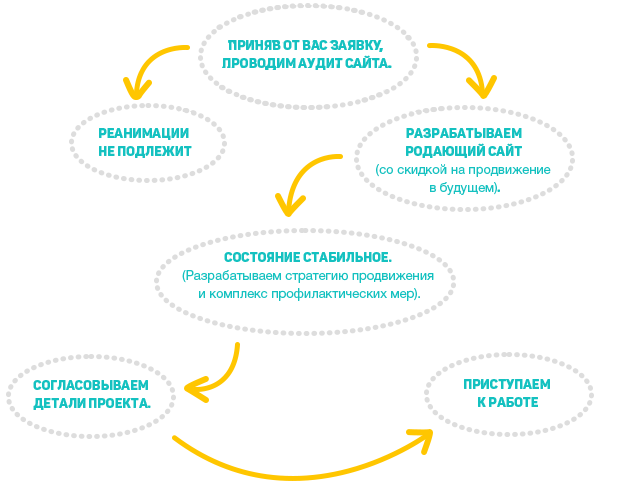 ПРИНЯВ ОТ ВАС ЗАЯВКУ,
ПРОВОДИМ АУДИТ САЙТА.
РЕАНИМАЦИИ
НЕ ПОДЛЕЖИТ
РАЗРАБАТЫВАЕМ
РОДАЮЩИЙ САЙТ
(со скидкой на продвижение
в будущем).
СОСТОЯНИЕ СТАБИЛЬНОЕ.
(Разрабатываем стратегию продвижения
и комплекс профилактических мер).
СОГЛАСОВЫВАЕМ
ДЕТАЛИ ПРОЕКТА.
ПРИСТУПАЕМ
К РАБОТЕ